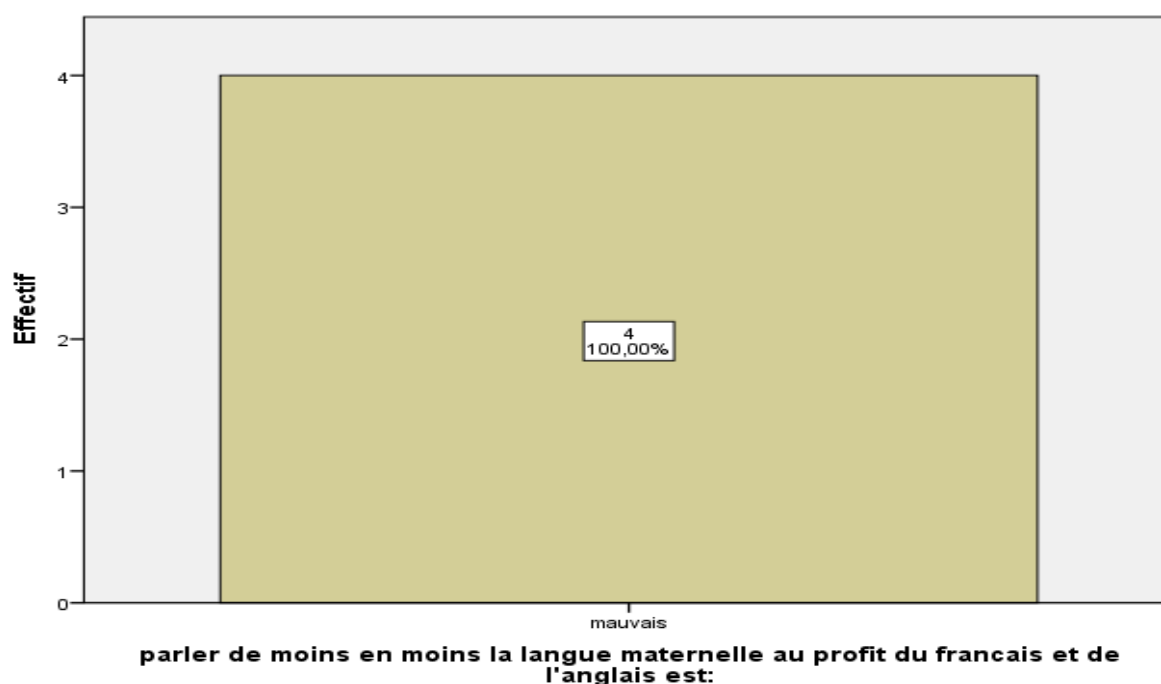 4
3
2
1
0
Effectif
4
100,00%
mauvais
parler de moins en moins la langue maternelle au profit du francais et de
l'anglais est: